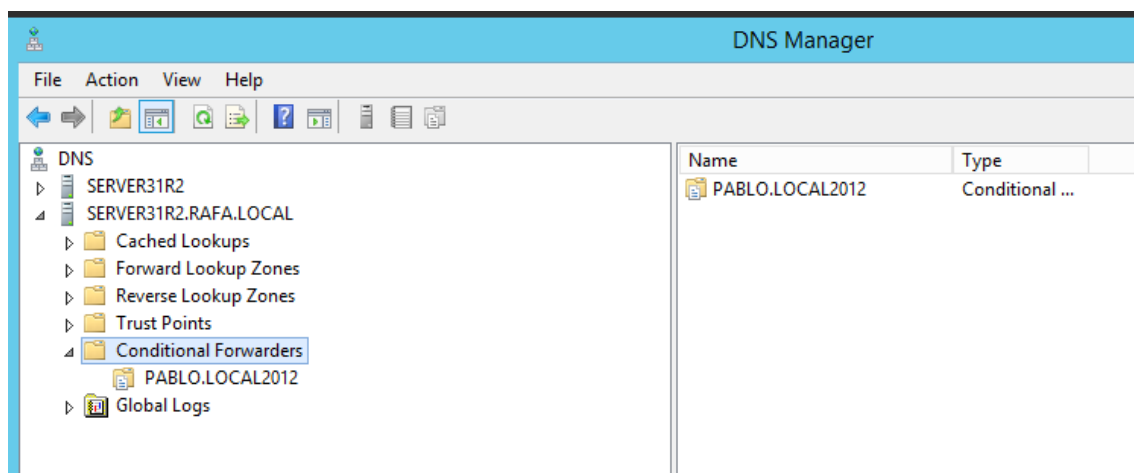 DNS Manager
File Action View Help
DNS
SERVER31R2
SERVER31R2.RAFA.LOCAL
Cached Lookups
Forward Lookup Zones
Reverse Lookup Zones
Trust Points
Conditional Forwarders
PABLO.LOCAL2012
Global Logs
Name Type
PABLO.LOCAL2012 Conditional ...